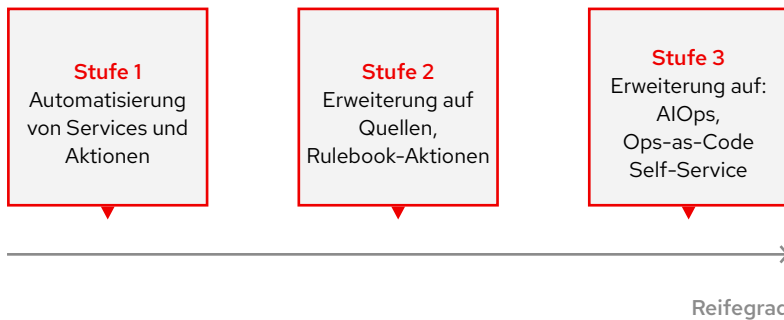 Stufe 1
Automatisierung
von Services und
Aktionen
Stufe 2
Erweiterung auf
Quellen,
Rulebook-Aktionen
Stufe 3
Erweiterung auf:
AIOps,
Ops-as-Code
Self-Service
Reifegrad